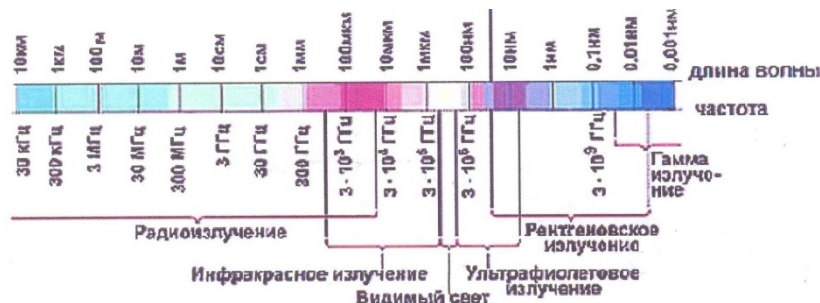 10км 1км 100м 10м 1м 10см 1см 1мм 100мкм 10мкм 1мкм 100нм 10нм 1нм 0,1нм 0.01нм 0,001нм
длина волны
частота
30 кГц 300 кГц 3 МГц 30 МГц 300 МГц 3 ГГц 30 ГГц 300 ГГц 3 · 10³ ГГц 3 · 10⁴ ГГц 3 · 10⁵ ГГц 3 · 10⁶ ГГц 3 · 10⁹ ГГц
Гамма
излуче-
ние
Радиоизлучение
Рентгеновское
излучение
Инфракрасное излучение
Ультрафиолетовое
излучение
Видимый свет